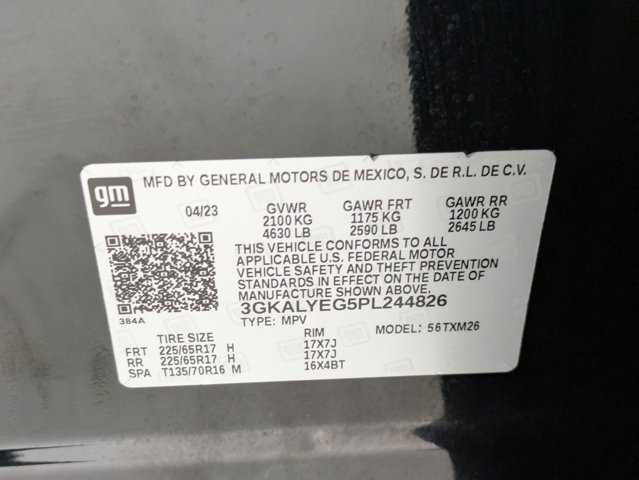 gm
MFD BY GENERAL MOTORS DE MEXICO, S. DE R.L. DE C.V.
04/23 GVWR GAWR FRT GAWR RR
2100 KG 1175 KG 1200 KG
4630 LB 2590 LB 2645 LB
THIS VEHICLE CONFORMS TO ALL
APPLICABLE U.S. FEDERAL MOTOR
VEHICLE SAFETY AND THEFT PREVENTION
STANDARDS IN EFFECT ON THE DATE OF
MANUFACTURE SHOWN ABOVE.
3GKALYEG5PL244826
384A
TYPE: MPV MODEL: 56TXM26
TIRE SIZE RIM
FRT 225/65R17 H 17X7J
RR 225/65R17 H 17X7J
SPA T135/70R16 M 16X4BT